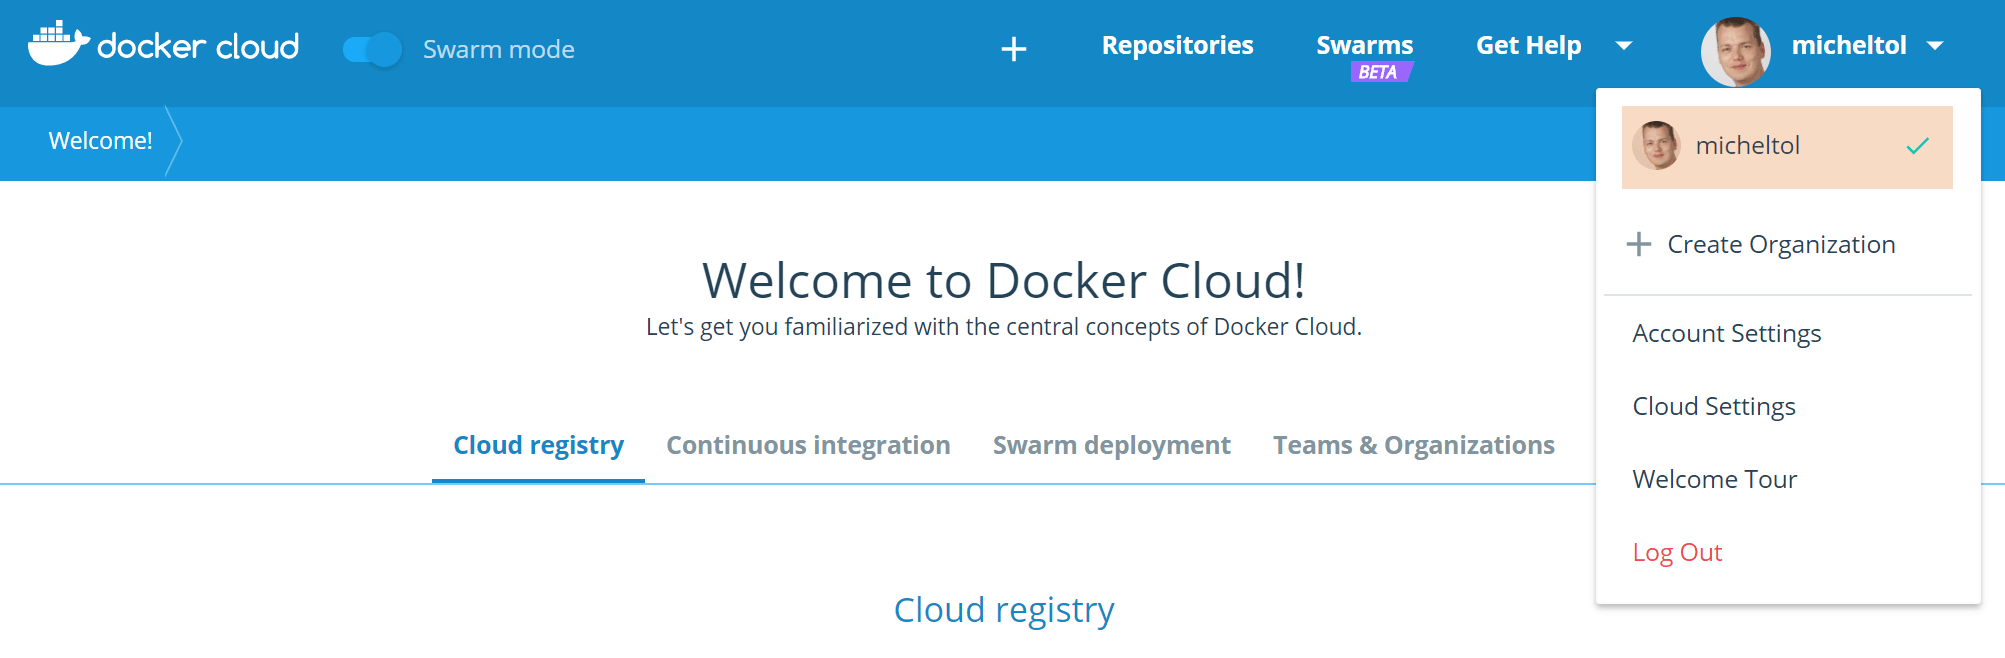 docker cloud
Swarm mode
Repositories
Swarms
BETA
Get Help
micheltol
Welcome!
micheltol
Create Organization
Account Settings
Cloud Settings
Welcome Tour
Log Out
Welcome to Docker Cloud!
Let's get you familiarized with the central concepts of Docker Cloud.
Cloud registry
Continuous integration
Swarm deployment
Teams & Organizations
Cloud registry